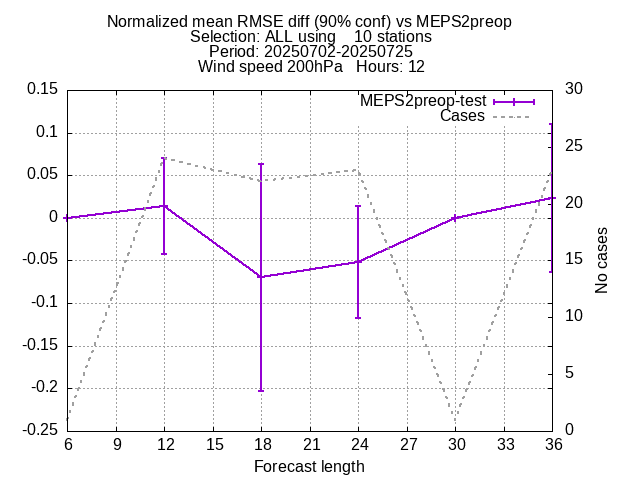 Normalized mean RMSE diff (90% conf) vs MEPS2preop
Selection: ALL using    10 stations
Period: 20250702-20250725
Wind speed 200hPa   Hours: 12
MEPS2preop-test
Cases
0.15
0.1
0.05
0
-0.05
-0.1
-0.15
-0.2
-0.25
30
25
20
15
10
5
0
No cases
6 9 12 15 18 21 24 27 30 33 36
Forecast length